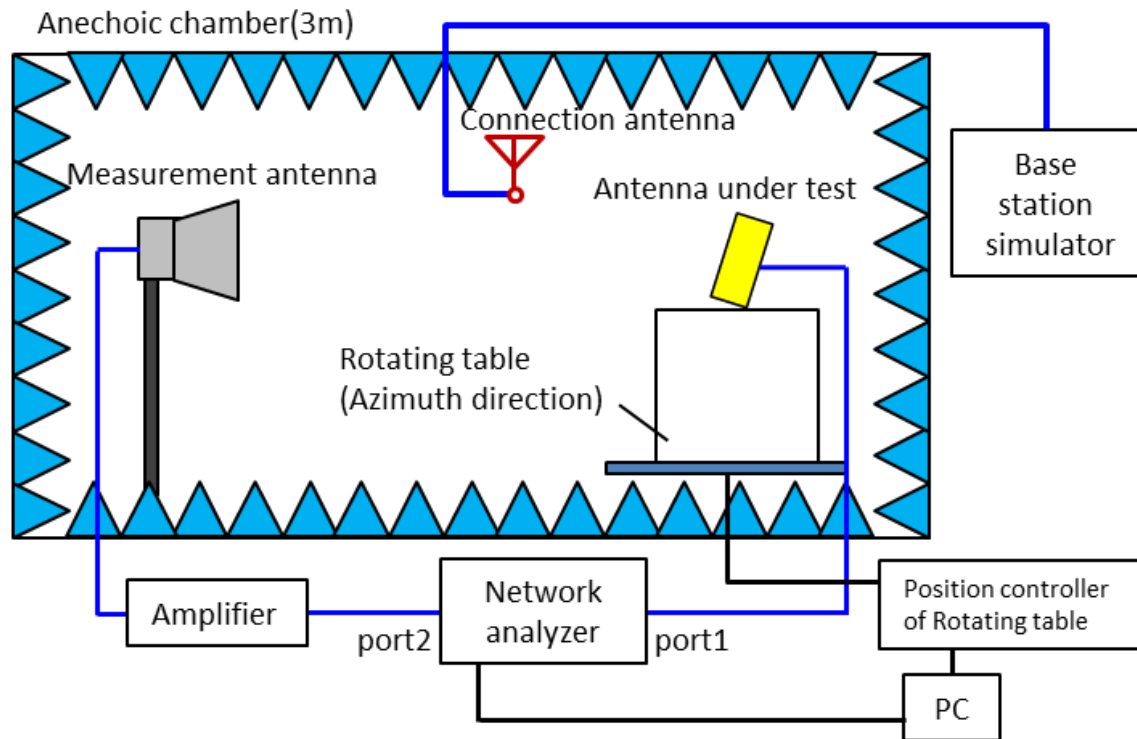 Anechoic chamber(3m)
Connection antenna
Measurement antenna
Antenna under test
Base
station
simulator
Rotating table
(Azimuth direction)
Amplifier
port2
Network
analyzer
port1
Position controller
of Rotating table
PC